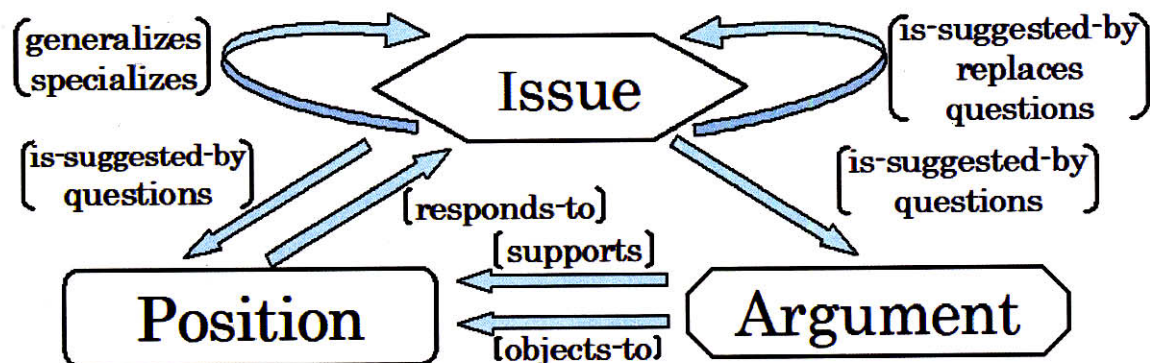 generalizes
specializes
Issue
is-suggested-by
replaces
questions
is-suggested-by
questions
[responds-to]
is-suggested-by
questions
[supports]
Position
Argument
[objects-to]